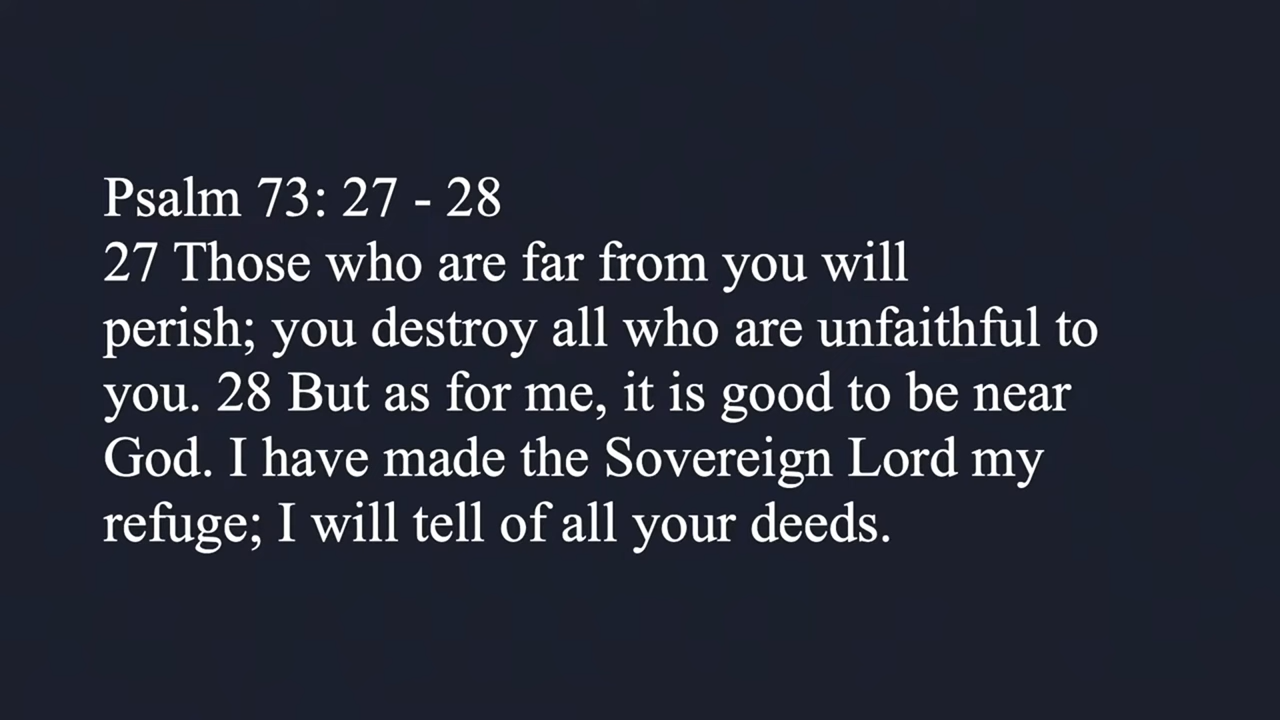 Psalm 73: 27 - 28
27 Those who are far from you will
perish; you destroy all who are unfaithful to
you. 28 But as for me, it is good to be near
God. I have made the Sovereign Lord my
refuge; I will tell of all your deeds.